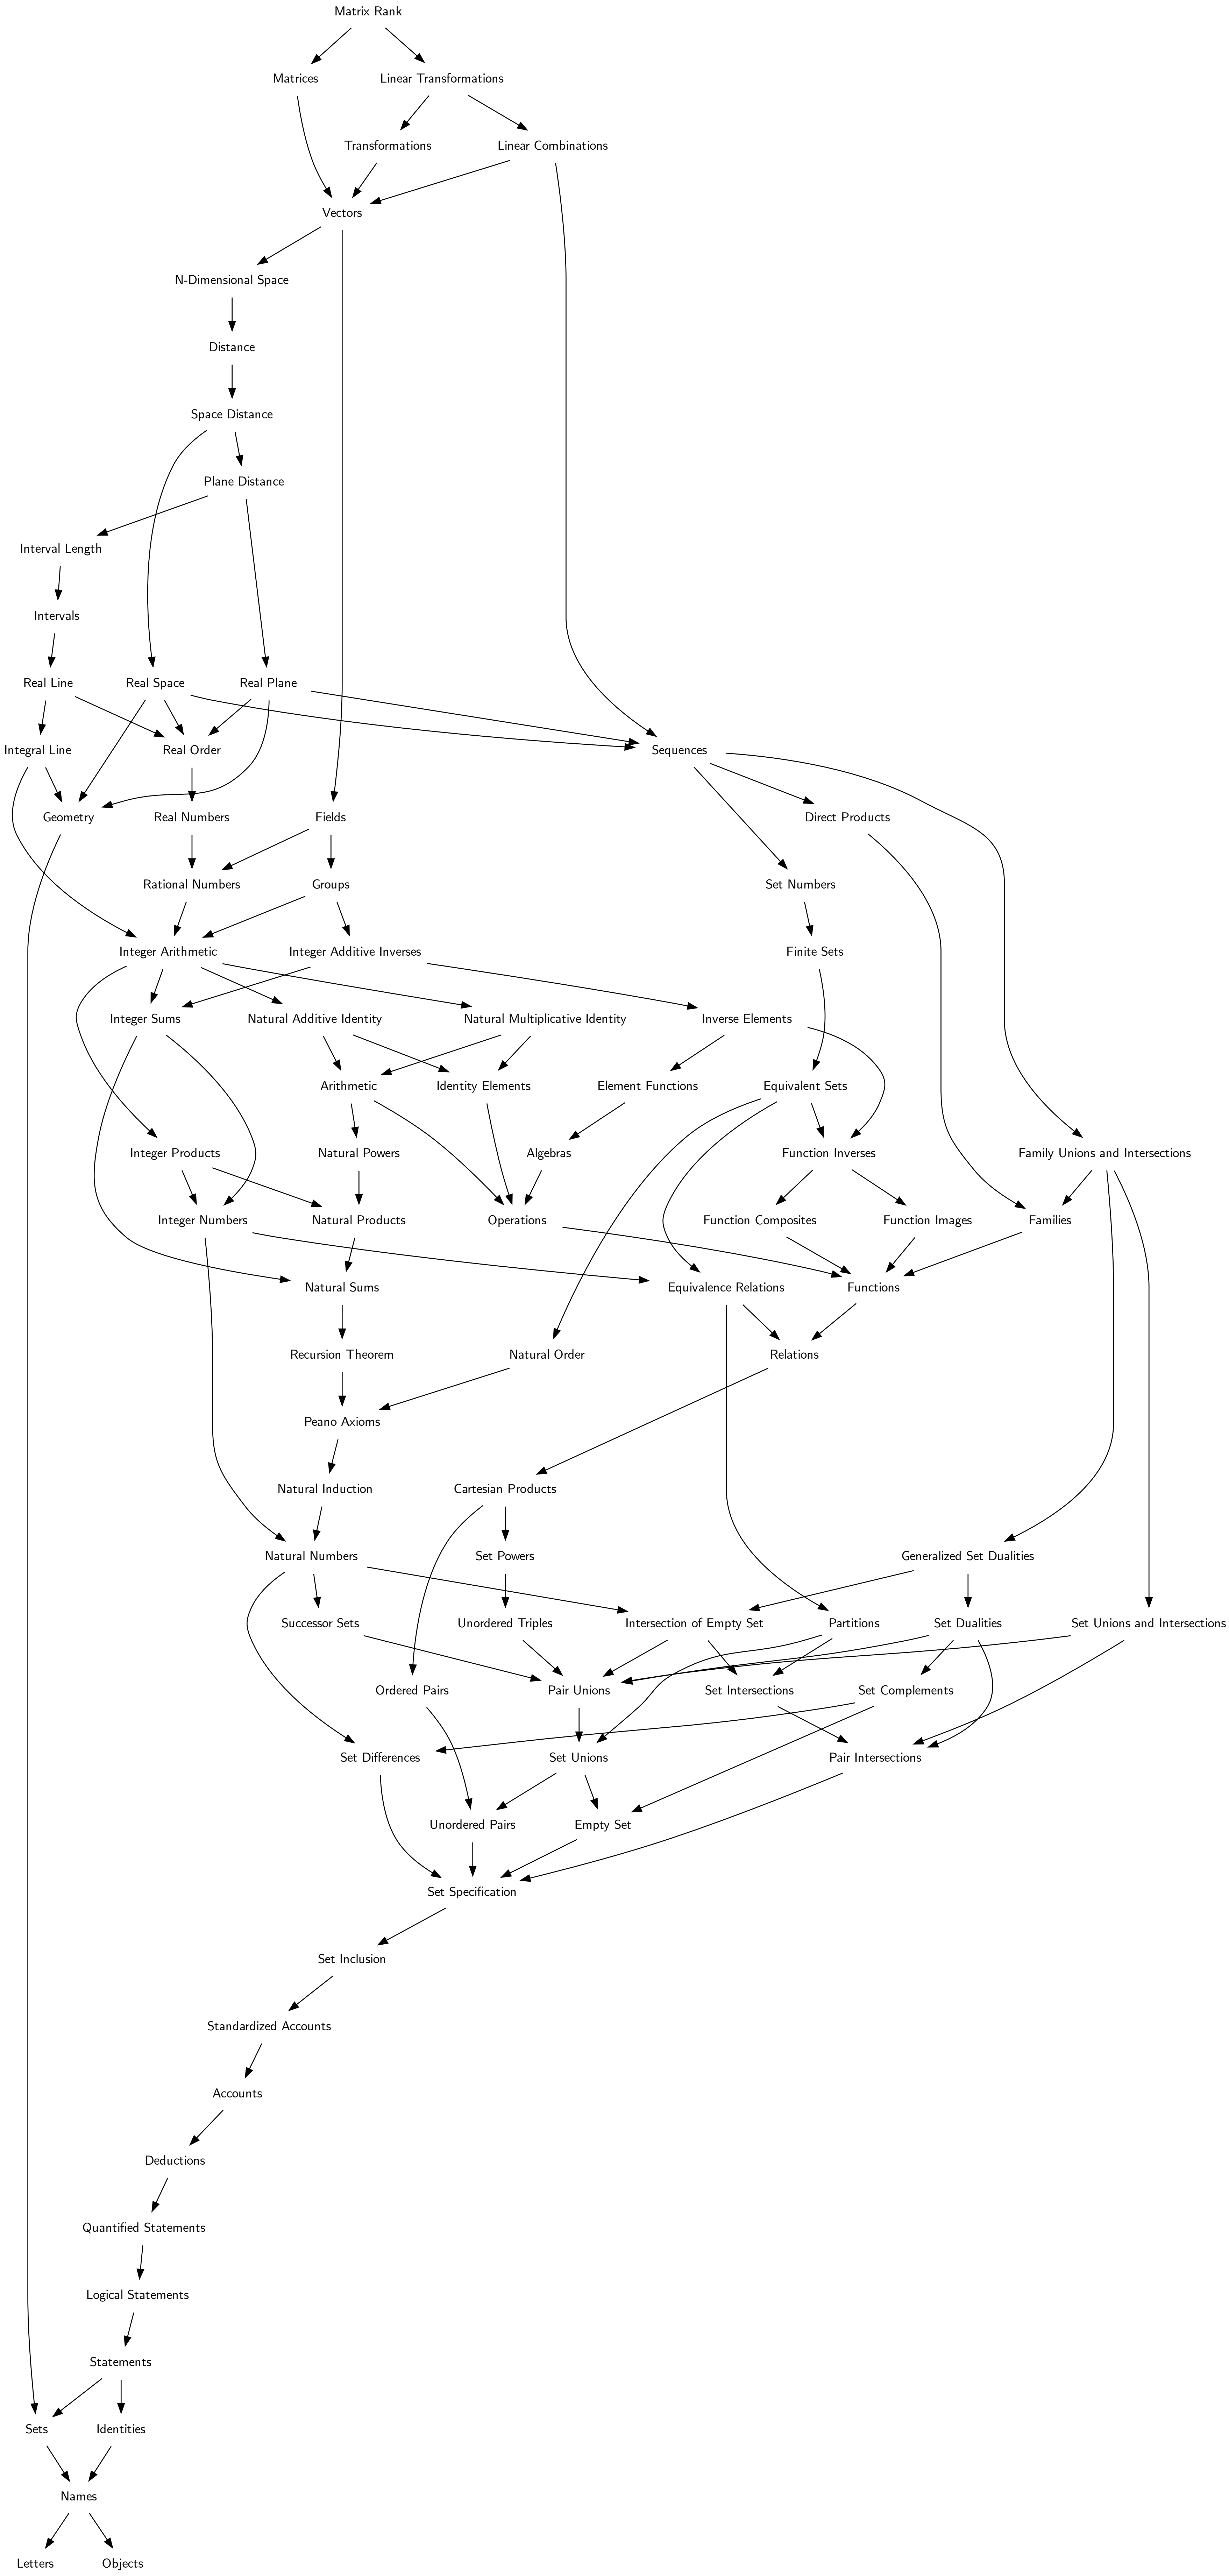 Matrix Rank
Matrices
Linear Transformations
Transformations
Linear Combinations
Vectors
N-Dimensional Space
Distance
Space Distance
Plane Distance
Interval Length
Intervals
Real Line
Real Space
Real Plane
Integral Line
Real Order
Sequences
Geometry
Real Numbers
Fields
Direct Products
Rational Numbers
Groups
Set Numbers
Integer Arithmetic
Integer Additive Inverses
Finite Sets
Integer Sums
Natural Additive Identity
Natural Multiplicative Identity
Inverse Elements
Arithmetic
Identity Elements
Element Functions
Equivalent Sets
Integer Products
Natural Powers
Algebras
Function Inverses
Family Unions and Intersections
Integer Numbers
Natural Products
Operations
Function Composites
Function Images
Families
Natural Sums
Equivalence Relations
Functions
Recursion Theorem
Natural Order
Relations
Peano Axioms
Natural Induction
Cartesian Products
Natural Numbers
Set Powers
Generalized Set Dualities
Successor Sets
Unordered Triples
Intersection of Empty Set
Partitions
Set Dualities
Set Unions and Intersections
Ordered Pairs
Pair Unions
Set Intersections
Set Complements
Set Differences
Set Unions
Pair Intersections
Unordered Pairs
Empty Set
Set Specification
Set Inclusion
Standardized Accounts
Accounts
Deductions
Quantified Statements
Logical Statements
Statements
Sets
Identities
Names
Letters
Objects